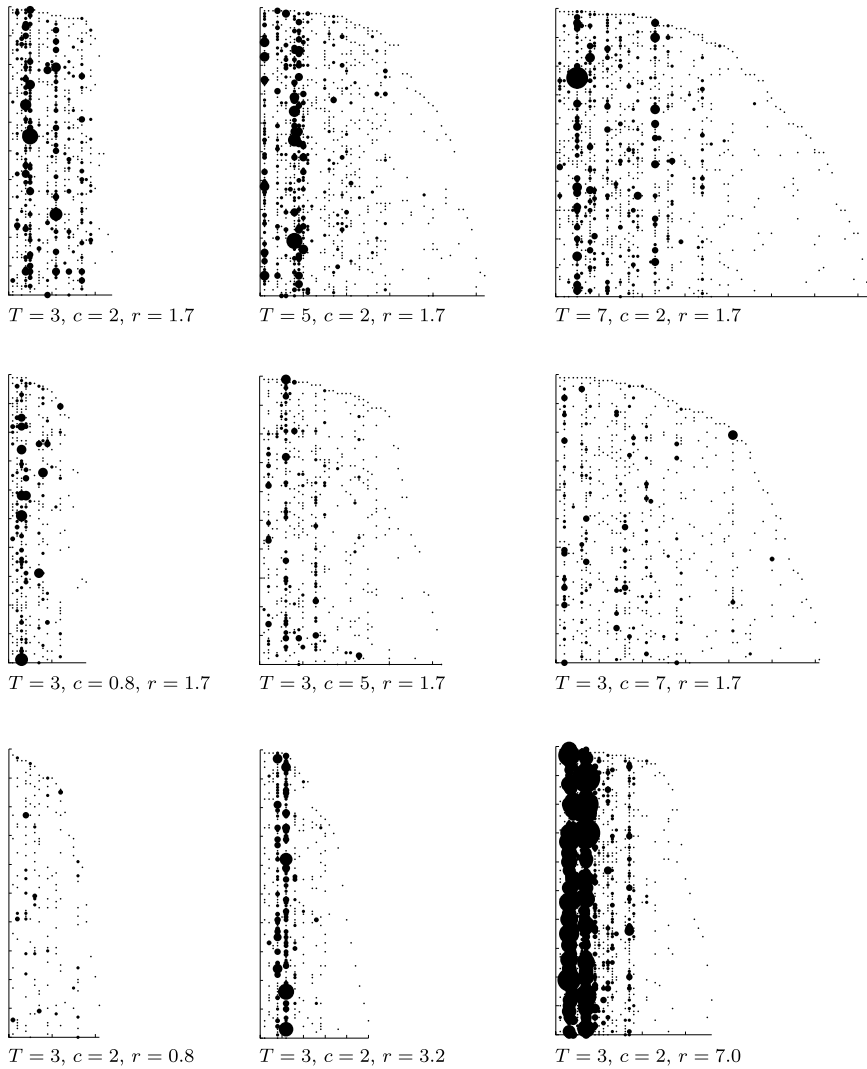 T = 3, c = 2, r = 1.7
T = 5, c = 2, r = 1.7
T = 7, c = 2, r = 1.7
T = 3, c = 0.8, r = 1.7
T = 3, c = 5, r = 1.7
T = 3, c = 7, r = 1.7
T = 3, c = 2, r = 0.8
T = 3, c = 2, r = 3.2
T = 3, c = 2, r = 7.0